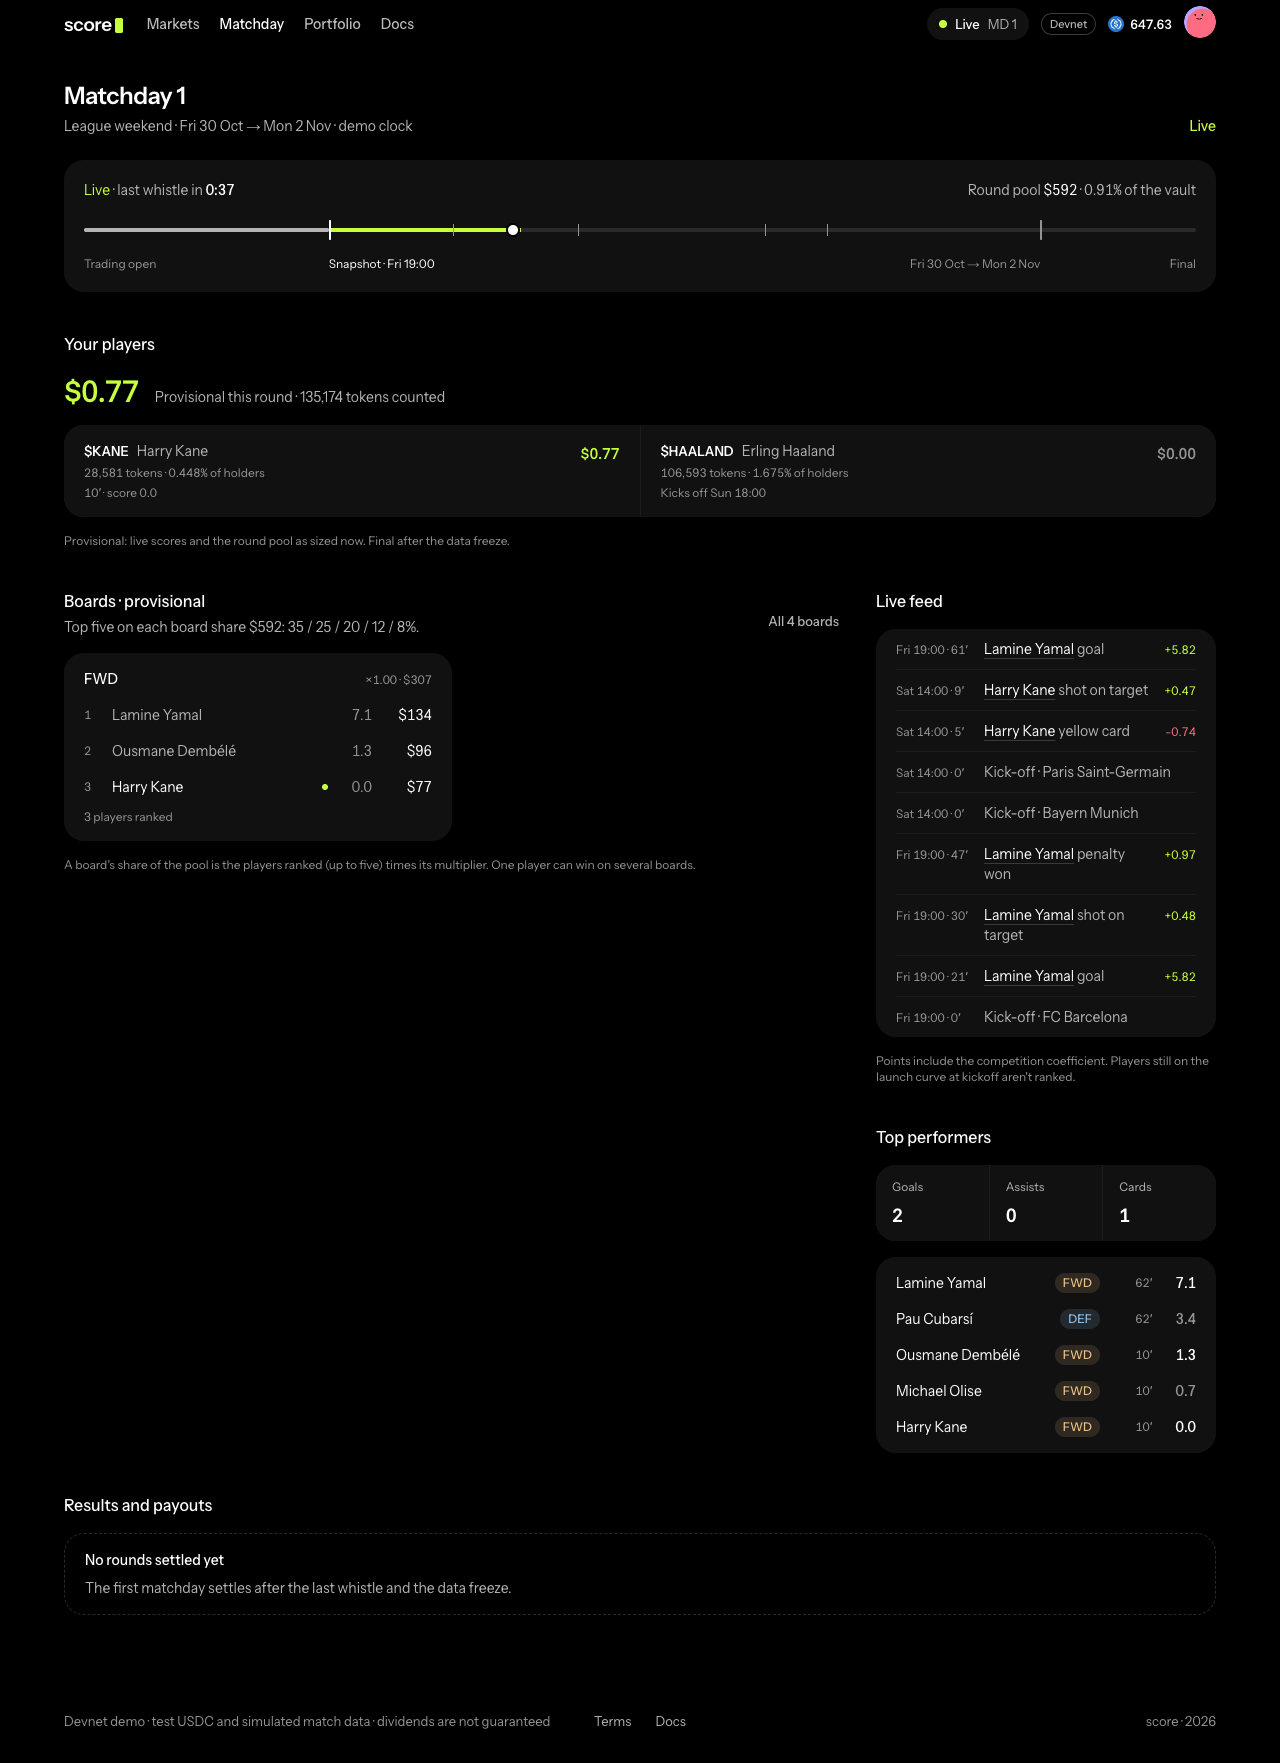 score Markets Matchday Portfolio Docs Live MD 1 Devnet 647.63
Matchday 1
League weekend · Fri 30 Oct → Mon 2 Nov · demo clock Live
Live · last whistle in 0:37 Round pool $592 · 0.91% of the vault
Trading open Snapshot · Fri 19:00 Fri 30 Oct → Mon 2 Nov Final
Your players
$0.77 Provisional this round · 135,174 tokens counted
$KANE Harry Kane $0.77
28,581 tokens · 0.448% of holders
10' · score 0.0
$HAALAND Erling Haaland $0.00
106,593 tokens · 1.675% of holders
Kicks off Sun 18:00
Provisional: live scores and the round pool as sized now. Final after the data freeze.
Boards · provisional
Top five on each board share $592: 35 / 25 / 20 / 12 / 8%. All 4 boards
FWD ×1.00 · $307
1 Lamine Yamal 7.1 $134
2 Ousmane Dembélé 1.3 $96
3 Harry Kane 0.0 $77
3 players ranked
A board's share of the pool is the players ranked (up to five) times its multiplier. One player can win on several boards.
Live feed
Fri 19:00 · 61' Lamine Yamal goal +5.82
Sat 14:00 · 9' Harry Kane shot on target +0.47
Sat 14:00 · 5' Harry Kane yellow card -0.74
Sat 14:00 · 0' Kick-off · Paris Saint-Germain
Sat 14:00 · 0' Kick-off · Bayern Munich
Fri 19:00 · 47' Lamine Yamal penalty +0.97
won
Fri 19:00 · 30' Lamine Yamal shot on +0.48
target
Fri 19:00 · 21' Lamine Yamal goal +5.82
Fri 19:00 · 0' Kick-off · FC Barcelona
Points include the competition coefficient. Players still on the
launch curve at kickoff aren't ranked.
Top performers
Goals Assists Cards
2 0 1
Lamine Yamal FWD 62' 7.1
Pau Cubarsí DEF 62' 3.4
Ousmane Dembélé FWD 10' 1.3
Michael Olise FWD 10' 0.7
Harry Kane FWD 10' 0.0
Results and payouts
No rounds settled yet
The first matchday settles after the last whistle and the data freeze.
Devnet demo · test USDC and simulated match data · dividends are not guaranteed Terms Docs score · 2026